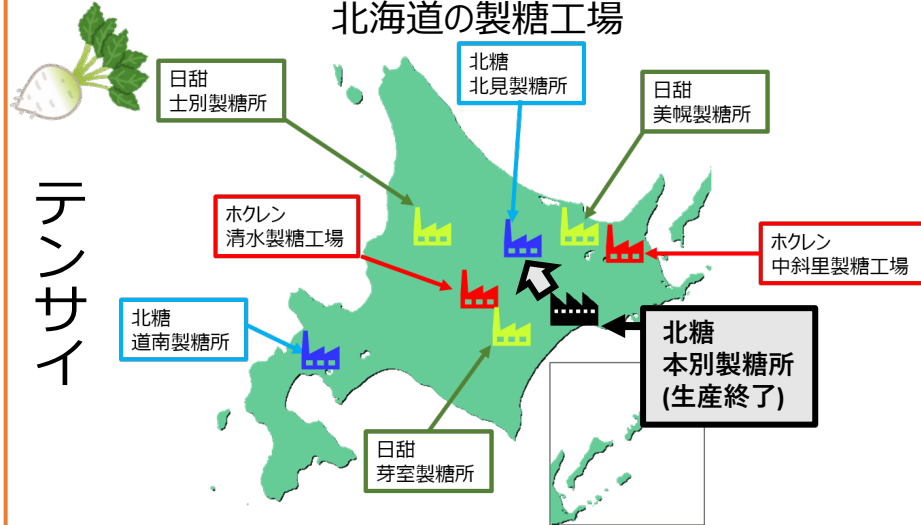 北海道の製糖工場
テンサイ
日甜
士別製糖所
北糖
北見製糖所
日甜
美幌製糖所
ホクレン
清水製糖工場
ホクレン
中斜里製糖工場
北糖
道南製糖所
北糖
本別製糖所
(生産終了)
日甜
芽室製糖所